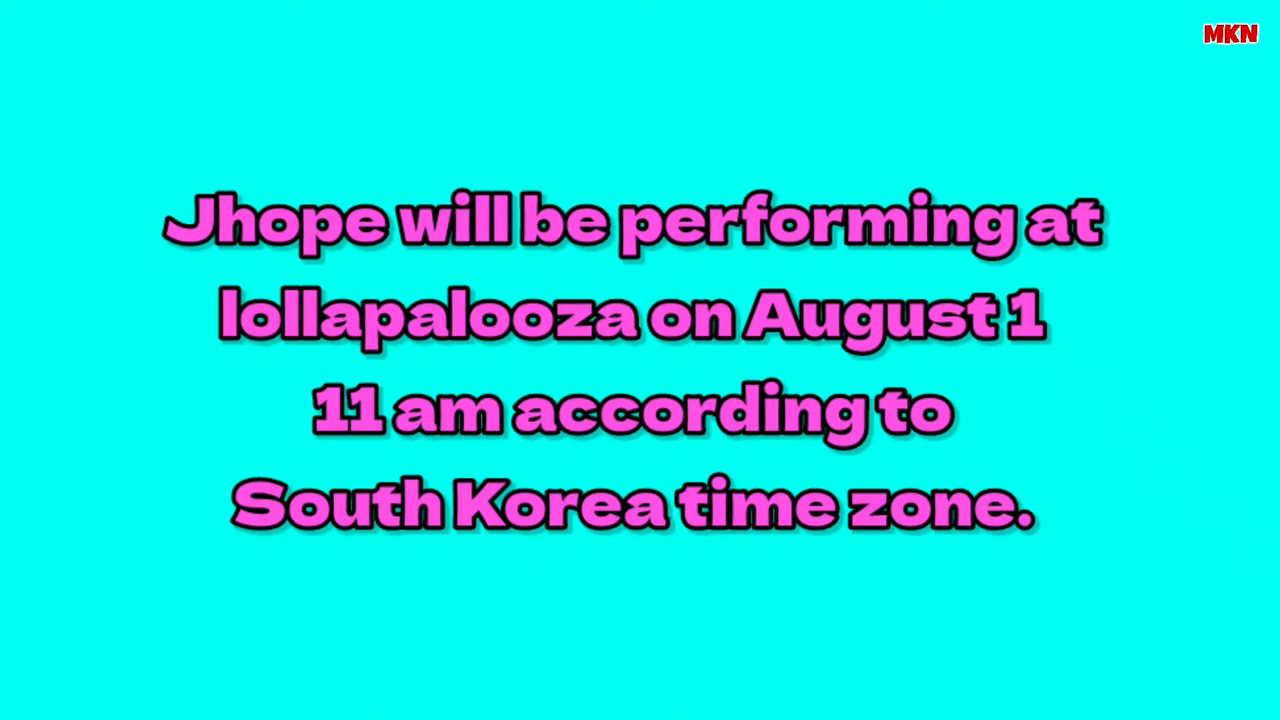 MKN
Jhope will be performing at
lollapalooza on August 1
11 am according to
South Korea time zone.